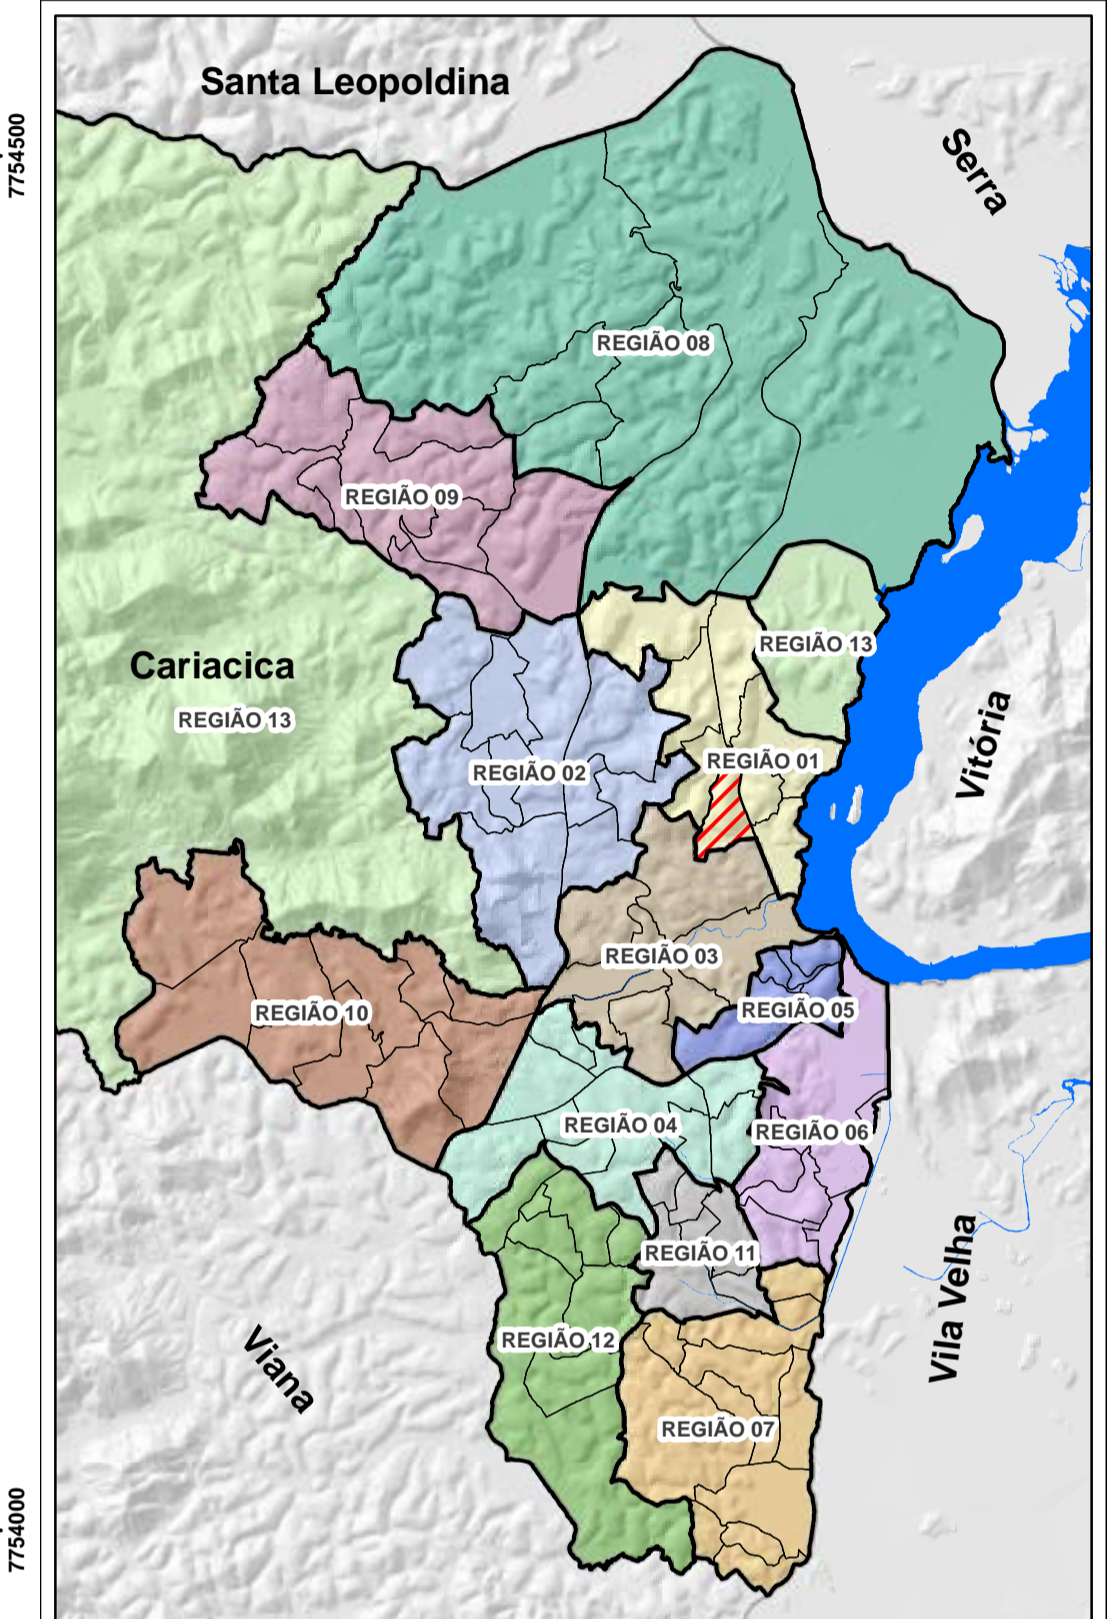 Santa Leopoldina
7754500
Serra
REGIÃO 08
REGIÃO 09
REGIÃO 13
Cariacica
REGIÃO 13
Vitória
REGIÃO 01
REGIÃO 02
REGIÃO 03
REGIÃO 05
REGIÃO 10
REGIÃO 04
REGIÃO 06
REGIÃO 11
Vila Velha
REGIÃO 12
Viana
REGIÃO 07
7754000